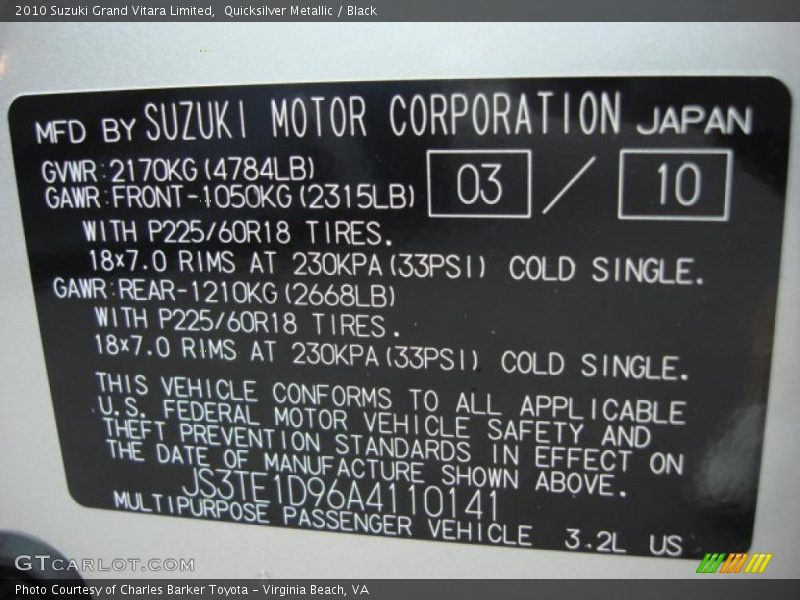 2010 Suzuki Grand Vitara Limited, Quicksilver Metallic / Black
MFD BY SUZUKI MOTOR CORPORATION JAPAN
GVWR:2170KG(4784LB)
GAWR:FRONT-1050KG(2315LB) 03 / 10
WITH P225/60R18 TIRES.
18×7.0 RIMS AT 230KPA(33PSI) COLD SINGLE.
GAWR:REAR-1210KG(2668LB)
WITH P225/60R18 TIRES.
18×7.0 RIMS AT 230KPA(33PSI) COLD SINGLE.
THIS VEHICLE CONFORMS TO ALL APPLICABLE
U.S. FEDERAL MOTOR VEHICLE SAFETY AND
THEFT PREVENTION STANDARDS IN EFFECT ON
THE DATE OF MANUFACTURE SHOWN ABOVE.
JS3TE1D96A4110141
MULTIPURPOSE PASSENGER VEHICLE 3.2L US
GTCARLOT.COM
Photo Courtesy of Charles Barker Toyota – Virginia Beach, VA